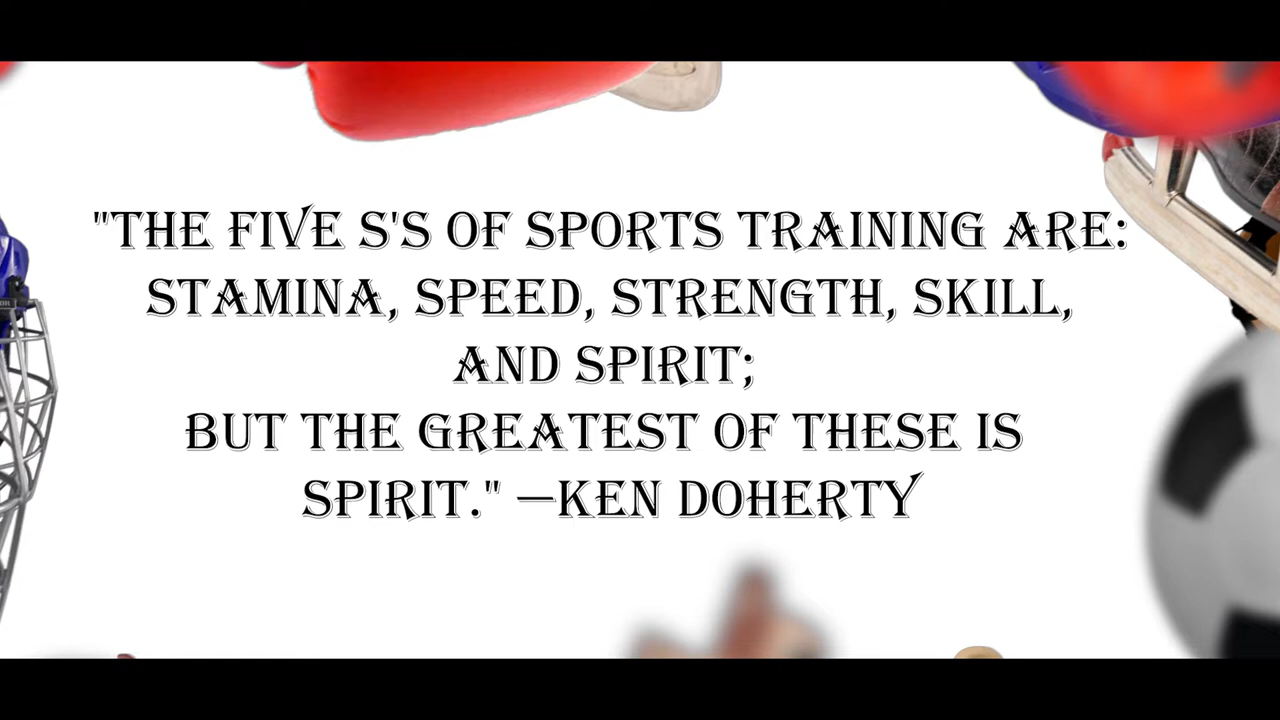 "THE FIVE S'S OF SPORTS TRAINING ARE:
STAMINA, SPEED, STRENGTH, SKILL,
AND SPIRIT;
BUT THE GREATEST OF THESE IS
SPIRIT." —KEN DOHERTY